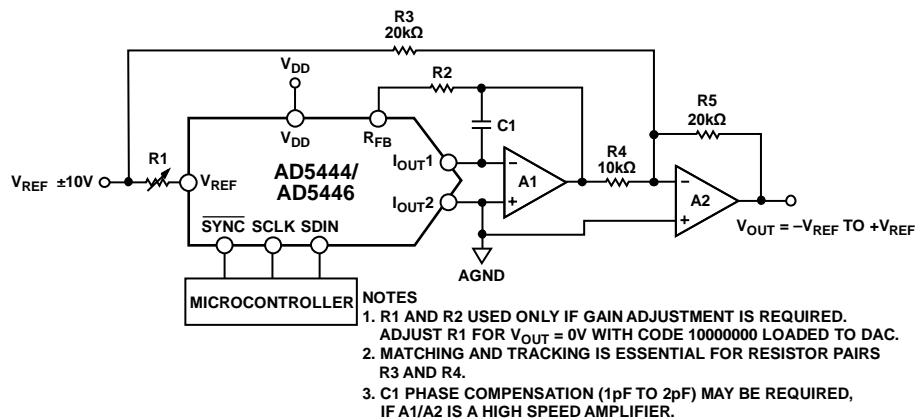 R3
20kΩ
VDD
R2
R5
20kΩ
C1
VDD
RFB
R1
AD5444/
AD5446
IOUT1
R4
10kΩ
VREF ±10V
VREF
–
A1
–
A2
IOUT2
+
+
SYNC SCLK SDIN
VOUT = –VREF TO +VREF
AGND
MICROCONTROLLER
NOTES
1. R1 AND R2 USED ONLY IF GAIN ADJUSTMENT IS REQUIRED.
ADJUST R1 FOR VOUT = 0V WITH CODE 10000000 LOADED TO DAC.
2. MATCHING AND TRACKING IS ESSENTIAL FOR RESISTOR PAIRS
R3 AND R4.
3. C1 PHASE COMPENSATION (1pF TO 2pF) MAY BE REQUIRED,
IF A1/A2 IS A HIGH SPEED AMPLIFIER.